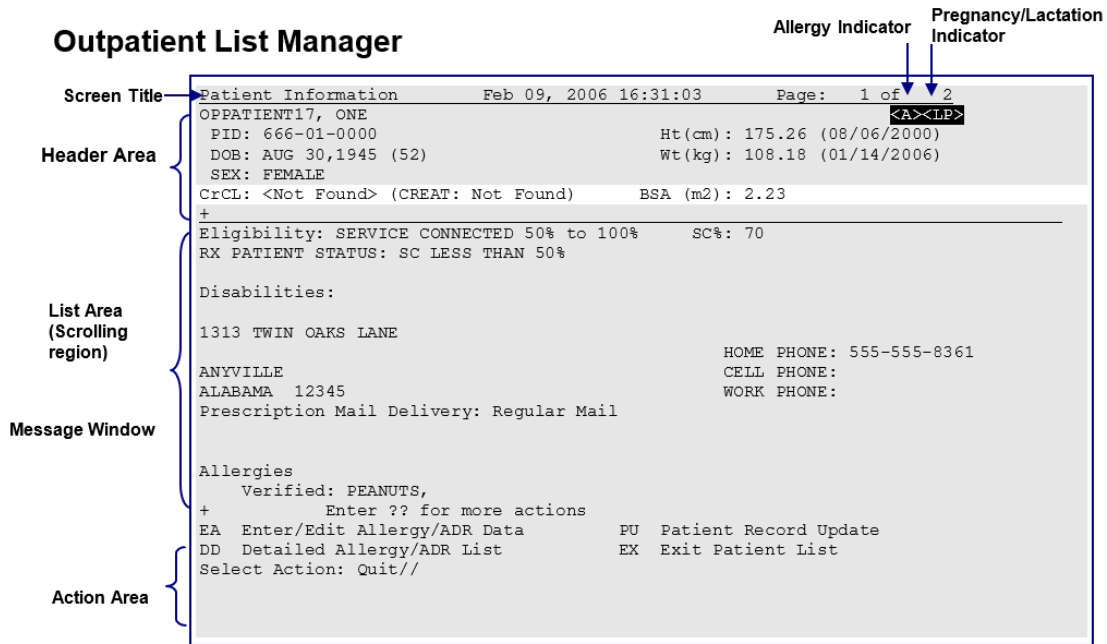 Outpatient List Manager
Allergy Indicator
Pregnancy/Lactation
Indicator
Screen Title
Patient Information Feb 09, 2006 16:31:03 Page: 1 of 2
OPPATIENT17, ONE <A><LP>
PID: 666-01-0000 Ht(cm): 175.26 (08/06/2000)
Header Area
DOB: AUG 30,1945 (52) Wt(kg): 108.18 (01/14/2006)
SEX: FEMALE
CrCL: <Not Found> (CREAT: Not Found) BSA (m2): 2.23
+
Eligibility: SERVICE CONNECTED 50% to 100% SC%: 70
RX PATIENT STATUS: SC LESS THAN 50%
Disabilities:
List Area
(Scrolling
region)
1313 TWIN OAKS LANE
HOME PHONE: 555-555-8361
ANYVILLE CELL PHONE:
ALABAMA 12345 WORK PHONE:
Prescription Mail Delivery: Regular Mail
Message Window
Allergies
Verified: PEANUTS,
+ Enter ?? for more actions
EA Enter/Edit Allergy/ADR Data PU Patient Record Update
DD Detailed Allergy/ADR List EX Exit Patient List
Select Action: Quit//
Action Area